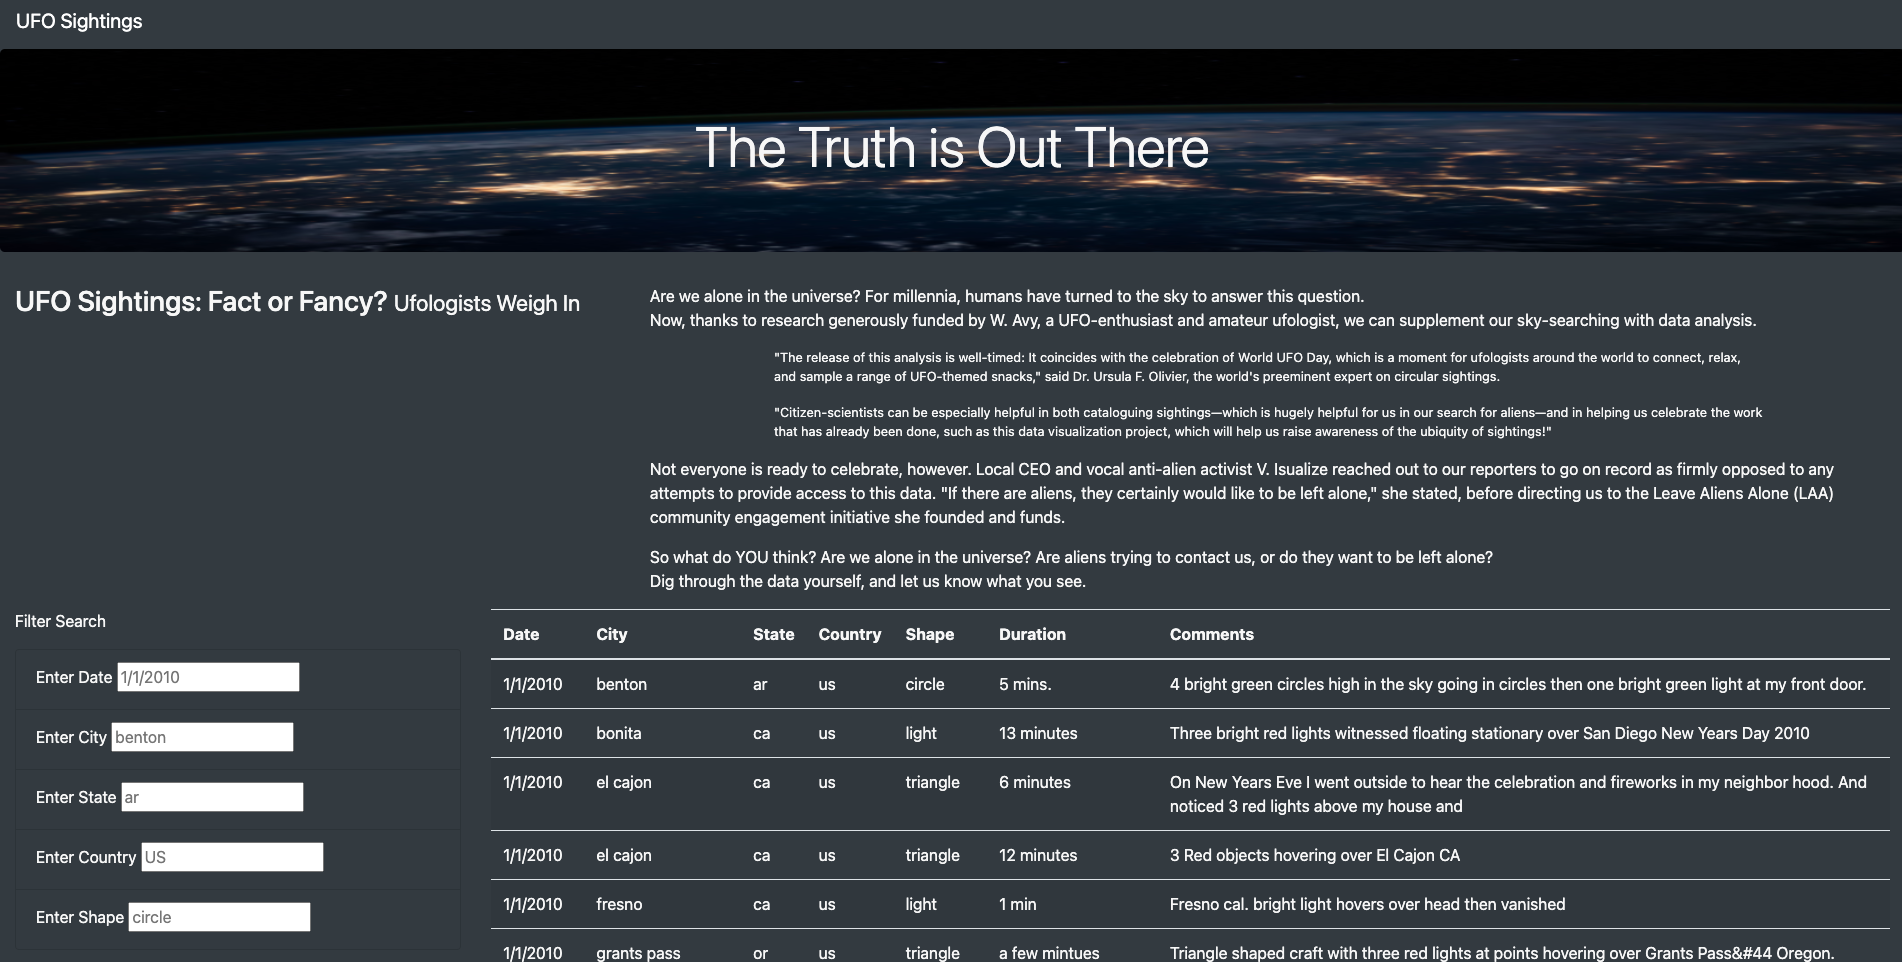 UFO Sightings
The Truth is Out There
UFO Sightings: Fact or Fancy? Ufologists Weigh In
Are we alone in the universe? For millennia, humans have turned to the sky to answer this question.
Now, thanks to research generously funded by W. Avy, a UFO-enthusiast and amateur ufologist, we can supplement our sky-searching with data analysis.
"The release of this analysis is well-timed: It coincides with the celebration of World UFO Day, which is a moment for ufologists around the world to connect, relax,
and sample a range of UFO-themed snacks," said Dr. Ursula F. Olivier, the world's preeminent expert on circular sightings.
"Citizen-scientists can be especially helpful in both cataloguing sightings—which is hugely helpful for us in our search for aliens—and in helping us celebrate the work
that has already been done, such as this data visualization project, which will help us raise awareness of the ubiquity of sightings!"
Not everyone is ready to celebrate, however. Local CEO and vocal anti-alien activist V. Isualize reached out to our reporters to go on record as firmly opposed to any
attempts to provide access to this data. "If there are aliens, they certainly would like to be left alone," she stated, before directing us to the Leave Aliens Alone (LAA)
community engagement initiative she founded and funds.
So what do YOU think? Are we alone in the universe? Are aliens trying to contact us, or do they want to be left alone?
Dig through the data yourself, and let us know what you see.
Filter Search
Enter Date 1/1/2010
Enter City benton
Enter State ar
Enter Country US
Enter Shape circle
Date City State Country Shape Duration Comments
1/1/2010 benton ar us circle 5 mins. 4 bright green circles high in the sky going in circles then one bright green light at my front door.
1/1/2010 bonita ca us light 13 minutes Three bright red lights witnessed floating stationary over San Diego New Years Day 2010
1/1/2010 el cajon ca us triangle 6 minutes On New Years Eve I went outside to hear the celebration and fireworks in my neighbor hood. And
noticed 3 red lights above my house and
1/1/2010 el cajon ca us triangle 12 minutes 3 Red objects hovering over El Cajon CA
1/1/2010 fresno ca us light 1 min Fresno cal. bright light hovers over head then vanished
1/1/2010 grants pass or us triangle a few mintues Triangle shaped craft with three red lights at points hovering over Grants Pass&#44 Oregon.